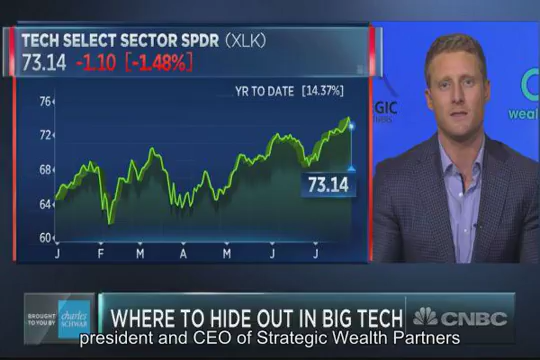 TECH SELECT SECTOR SPDR (XLK)
73.14 -1.10 [-1.48%]
YR TO DATE [14.37%]
76
72
68
64
60
73.14
J F M A M J J
GIC
weal
BROUGHT
TO YOU BY
charles
SCHWAB
WHERE TO HIDE OUT IN BIG TECH
CNBC
president and CEO of Strategic Wealth Partners